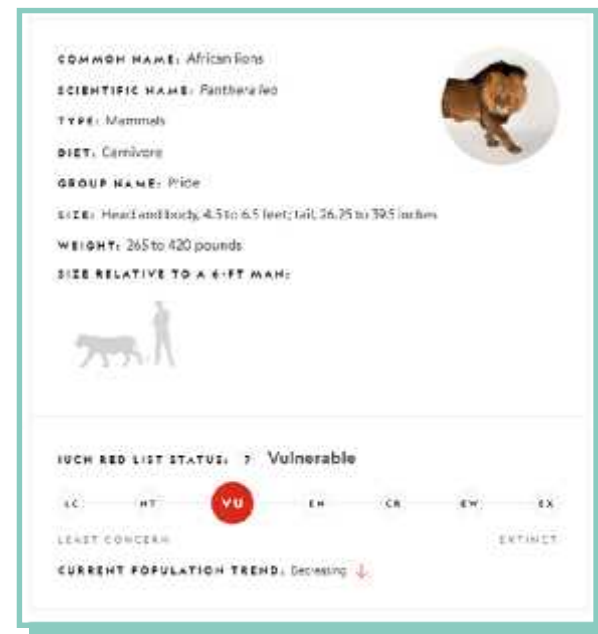 COMMON NAME: African lions
SCIENTIFIC NAME: Panthera leo
TYPE: Mammals
DIET: Carnivore
GROUP NAME: Pride
SIZE: Head and body, 4.5 to 6.5 feet; tail, 26.25 to 39.5 inches
WEIGHT: 265 to 420 pounds
SIZE RELATIVE TO A 6-FT MAN:
IUCN RED LIST STATUS: ? Vulnerable
LC NT VU EN CR EW EX
LEAST CONCERN EXTINCT
CURRENT POPULATION TREND: Decreasing ↓